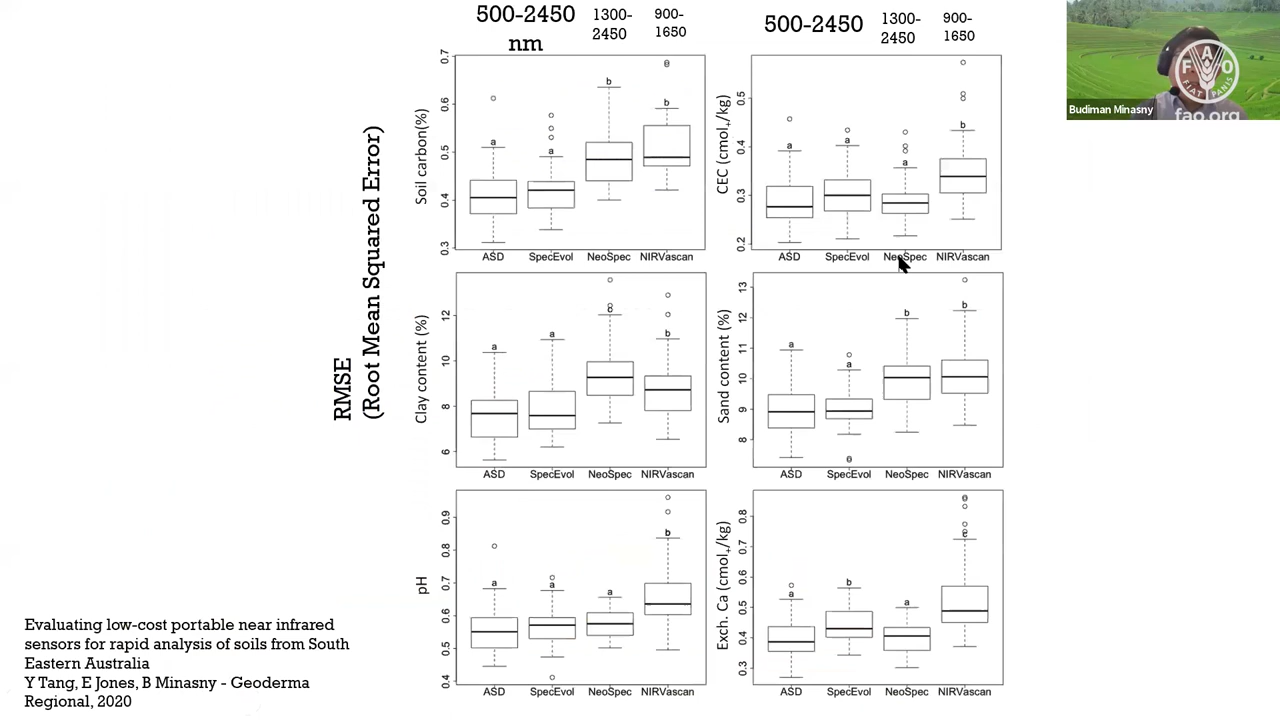 500-2450
nm
1300-
2450
900-
1650
500-2450
1300-
2450
900-
1650
RMSE
(Root Mean Squared Error)
Soil carbon(%)
0.7
0.6
0.5
0.4
0.3
a
a
b
b
ASD SpecEvol NeoSpec NIRVascan
CEC (cmol+/kg)
0.5
0.4
0.3
0.2
a
a
a
b
ASD SpecEvol NeoSpec NIRVascan
Clay content (%)
12
10
8
6
a
a
c
b
ASD SpecEvol NeoSpec NIRVascan
Sand content (%)
13
12
11
10
9
8
a
a
b
b
ASD SpecEvol NeoSpec NIRVascan
pH
0.9
0.8
0.7
0.6
0.5
0.4
a
a
a
b
ASD SpecEvol NeoSpec NIRVascan
Exch. Ca (cmol+/kg)
0.8
0.7
0.6
0.5
0.4
0.3
a
b
a
c
ASD SpecEvol NeoSpec NIRVascan
Evaluating low-cost portable near infrared
sensors for rapid analysis of soils from South
Eastern Australia
Y Tang, E Jones, B Minasny - Geoderma
Regional, 2020
Budiman Minasny
F A O
FIAT PANIS
fao.org